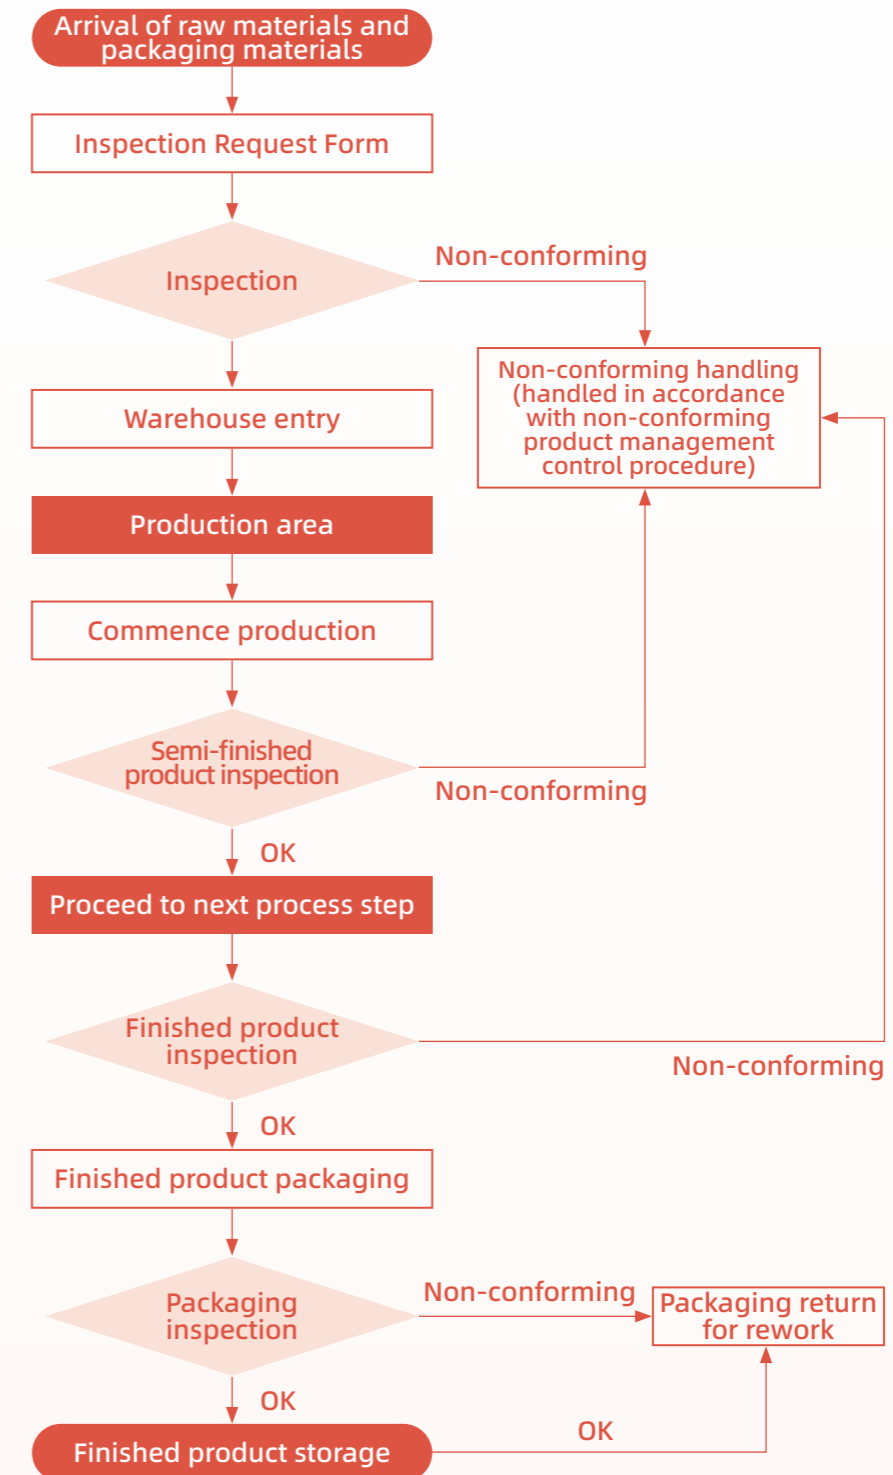 Arrival of raw materials and
packaging materials
Inspection Request Form
Inspection
Non-conforming
Non-conforming handling
(handled in accordance
with non-conforming
product management
control procedure)
Warehouse entry
Production area
Commence production
Semi-finished
product inspection
Non-conforming
OK
Proceed to next process step
Finished product
inspection
Non-conforming
OK
Finished product packaging
Packaging
inspection
Non-conforming
Packaging return
for rework
OK
Finished product storage
OK